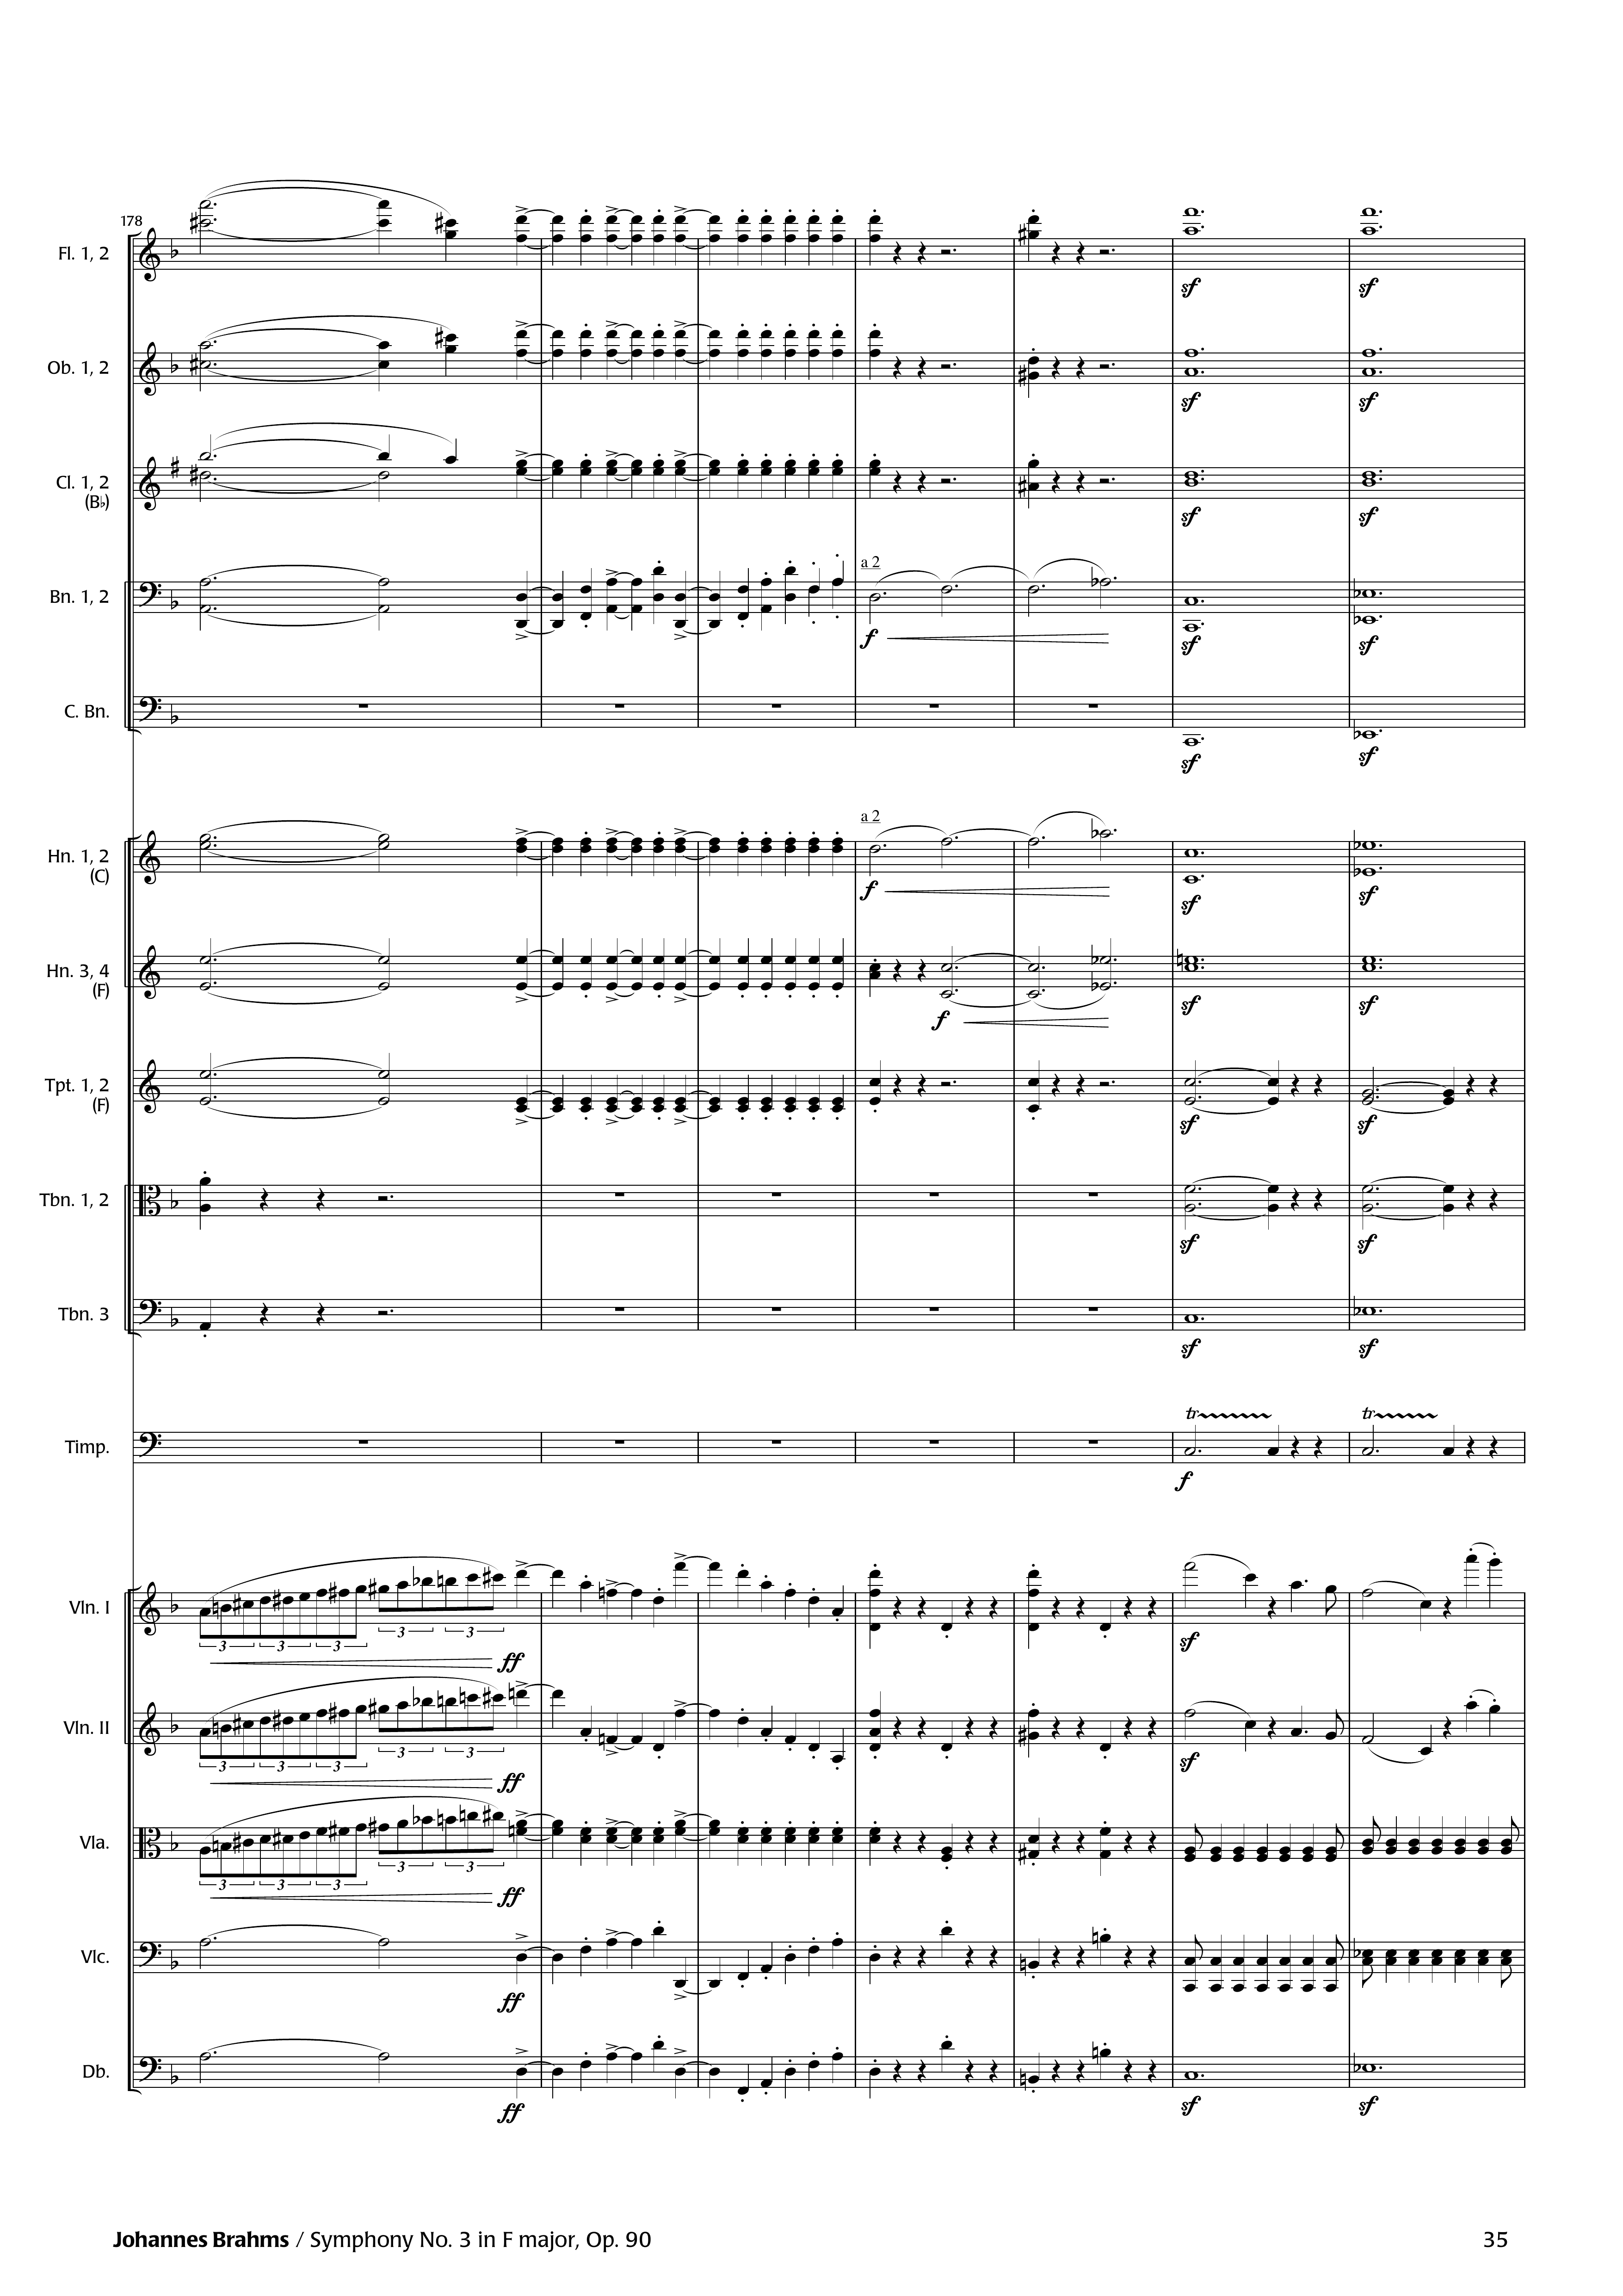 178
Fl. 1, 2
sf sf
Ob. 1, 2
sf sf
Cl. 1, 2
(B♭)
sf sf
a 2
Bn. 1, 2
f sf sf
C. Bn.
sf sf
a 2
Hn. 1, 2
(C)
f sf sf
Hn. 3, 4
(F)
f sf sf
Tpt. 1, 2
(F)
sf sf
Tbn. 1, 2
sf sf
Tbn. 3
sf sf
tr tr
Timp.
f
Vln. I
3 3 3 3 3
ff sf
Vln. II
3 3 3 3 3
ff sf
Vla.
3 3 3 3 3
ff
Vlc.
ff
Db.
ff sf sf
Johannes Brahms / Symphony No. 3 in F major, Op. 90 35